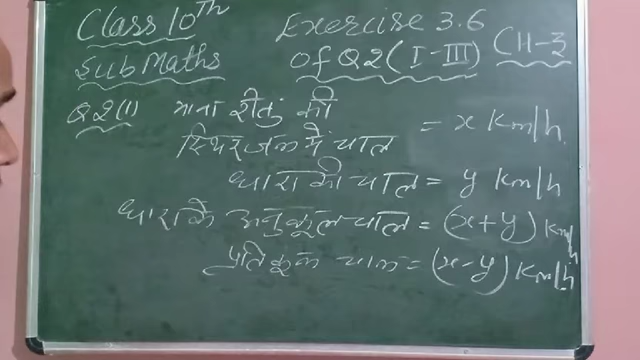 Class 10th Exercise 3.6
Sub Maths Of Q2 (I-III) CH-3
Q2(1) माना रीतु की
स्थिर जल में चाल = x Km/h
धारा की चाल = y Km/h
धारा के अनुकूल चाल = (x+y) Km/h
प्रतिकूल चाल = (x-y) Km/h